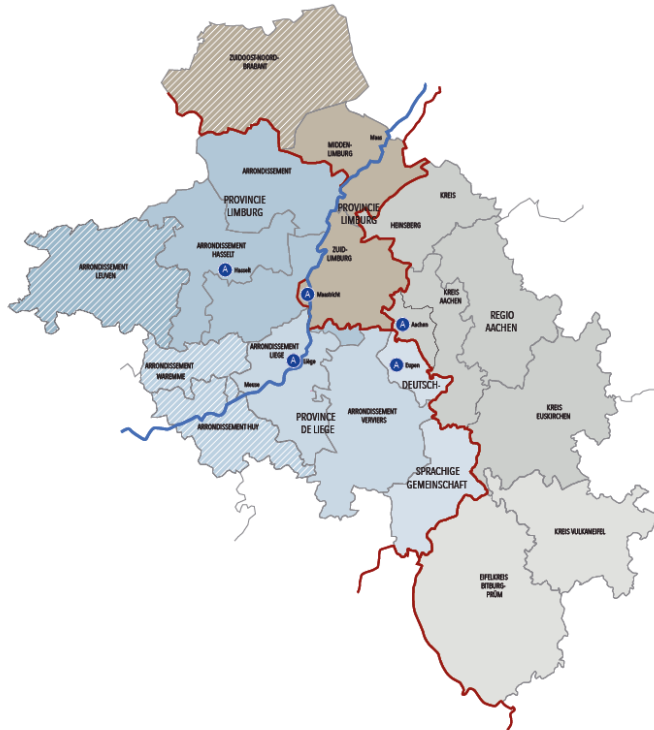 ZUIDOOST-NOORD-
BRABANT
MIDDEN-
LIMBURG
Maas
ARRONDISSEMENT
KREIS
PROVINCIE
LIMBURG
PROVINCIE
LIMBURG
HEINSBERG
ARRONDISSEMENT
HASSELT
ZUID-
LIMBURG
ARRONDISSEMENT
LEUVEN
A Hasselt
KREIS
AACHEN
A Maastricht
REGIO
AACHEN
A Aachen
ARRONDISSEMENT
LIEGE
A Liège
ARRONDISSEMENT
WAREMME
A Eupen
DEUTSCH-
Meuse
KREIS
EUSKIRCHEN
PROVINCE
DE LIEGE
ARRONDISSEMENT
VERVIERS
ARRONDISSEMENT HUY
SPRACHIGE
GEMEINSCHAFT
KREIS VULKANEIFEL
EIFELKREIS
BITBURG-
PRÜM